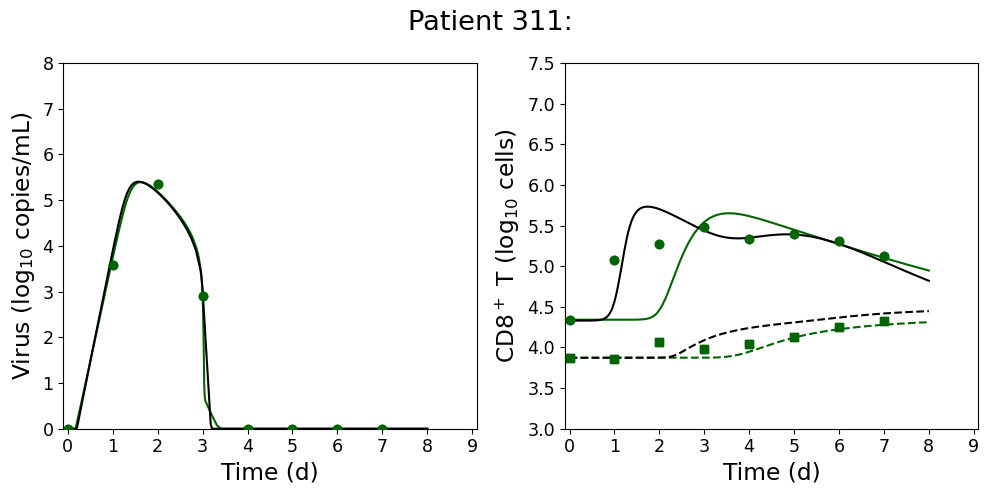 Patient 311:
Virus (log₁₀ copies/mL)
8
7
6
5
4
3
2
1
0
0 1 2 3 4 5 6 7 8 9
Time (d)
CD8⁺ T (log₁₀ cells)
7.5
7.0
6.5
6.0
5.5
5.0
4.5
4.0
3.5
3.0
0 1 2 3 4 5 6 7 8 9
Time (d)